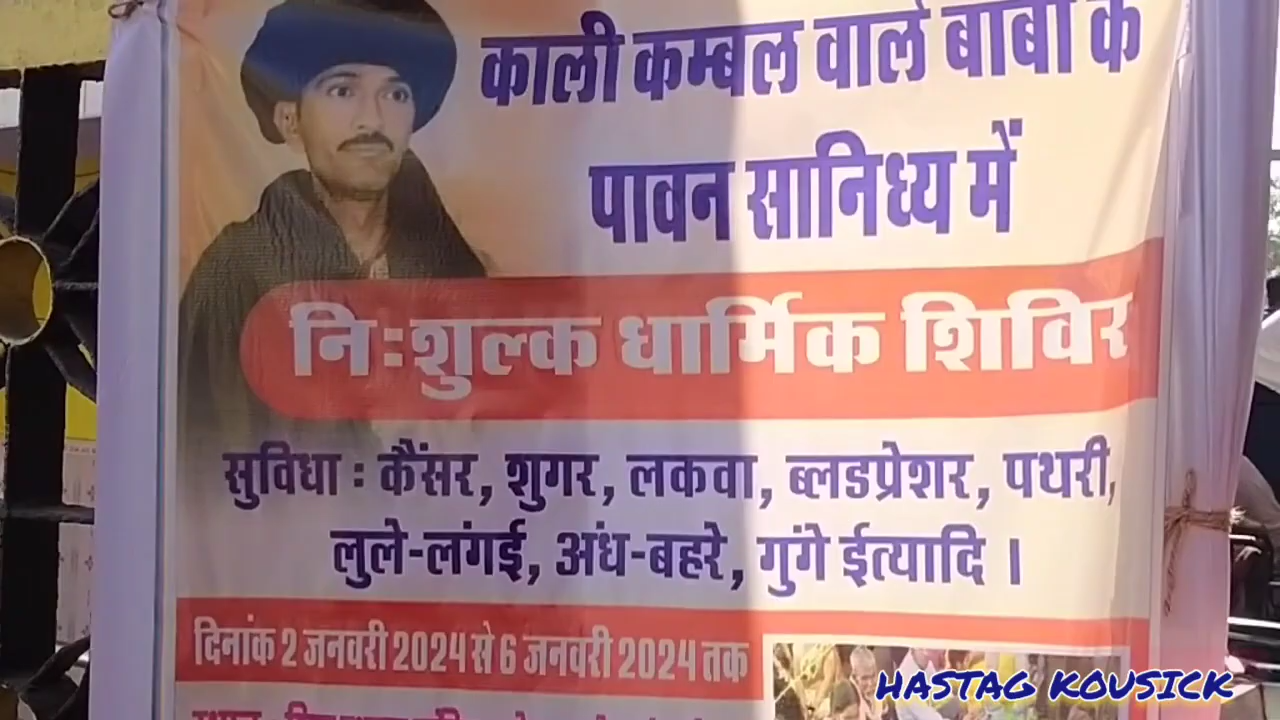 काली कम्बल वाले बाबा के
पावन सानिध्य में
निःशुल्क धार्मिक शिविर
सुविधा : कैंसर, शुगर, लकवा, ब्लडप्रेशर, पथरी,
लुले-लंगई, अंध-बहरे, गुंगे ईत्यादि ।
दिनांक 2 जनवरी 2024 से 6 जनवरी 2024 तक
HASTAG KOUSICK